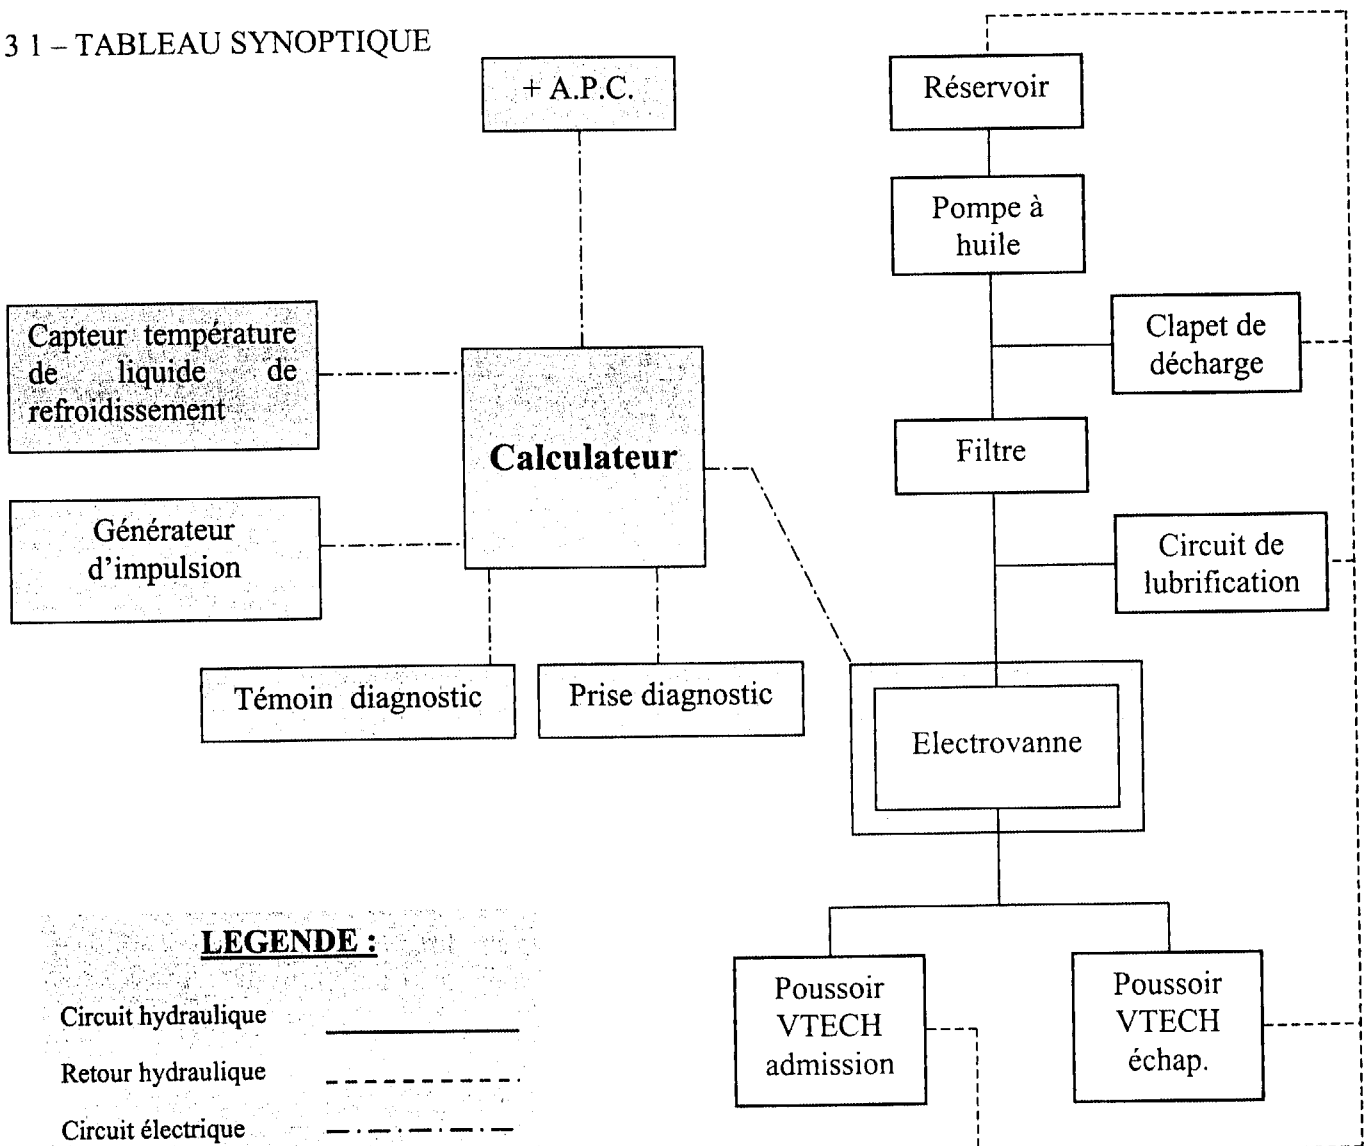 3 1 – TABLEAU SYNOPTIQUE
+ A.P.C.
Réservoir
Pompe à
huile
Capteur température
de liquide de
refroidissement
Clapet de
décharge
Calculateur
Filtre
Générateur
d'impulsion
Circuit de
lubrification
Témoin diagnostic
Prise diagnostic
Electrovanne
LEGENDE :
Circuit hydraulique
Retour hydraulique
Circuit électrique
Poussoir
VTECH
admission
Poussoir
VTECH
échap.